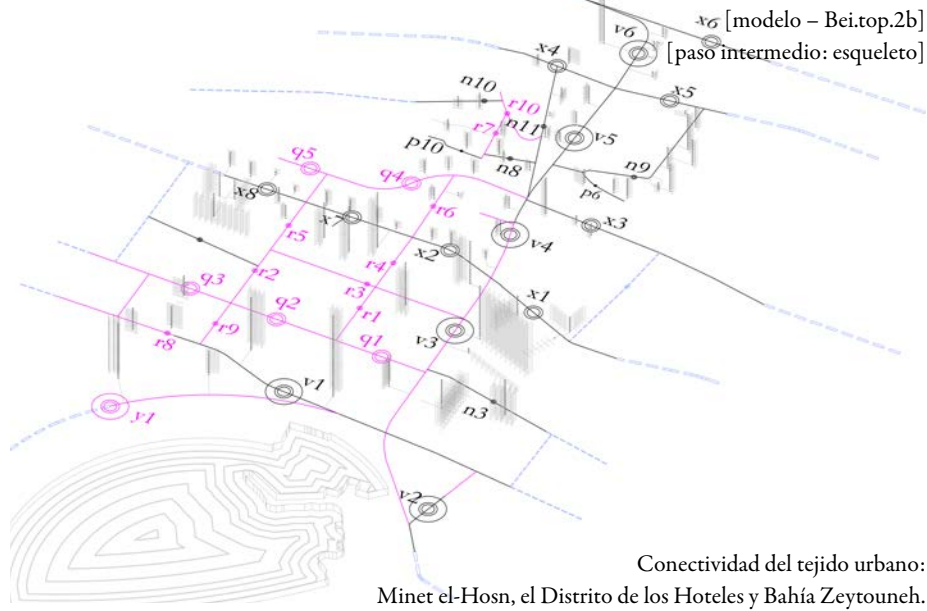 [modelo – Bei.top.2b]
[paso intermedio: esqueleto]
x6
v6
x4
x5
n10
r10
r7
n11
v5
p10
n8
n9
p6
q5
q4
x8
x7
r6
x3
r5
v4
x2
r4
r2
q3
r3
x1
q2
r1
r9
v3
r8
q1
v1
n3
y1
v2
Conectividad del tejido urbano:
Minet el-Hosn, el Distrito de los Hoteles y Bahía Zeytouneh.